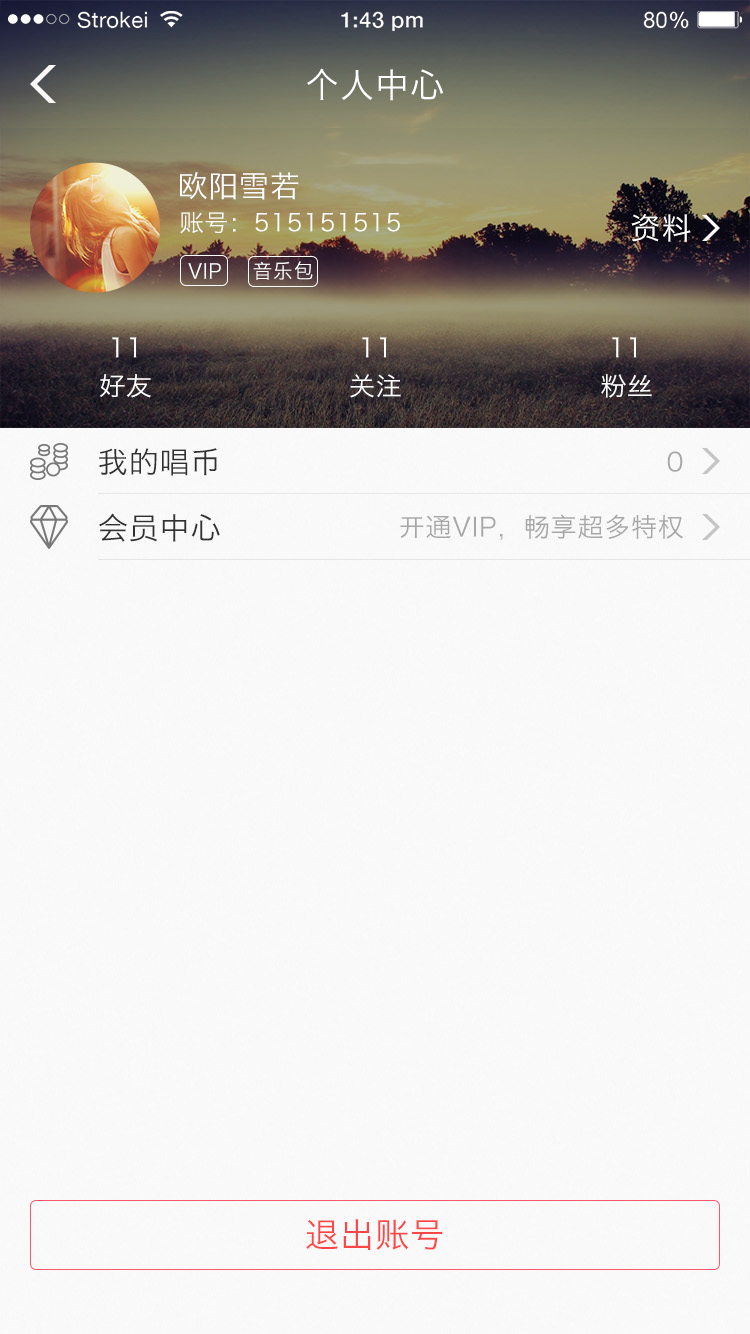 Strokei 1:43 pm 80%
个人中心
欧阳雪若
账号：515151515
资料
VIP 音乐包
11 11 11
好友 关注 粉丝
我的唱币 0
会员中心 开通VIP，畅享超多特权
退出账号